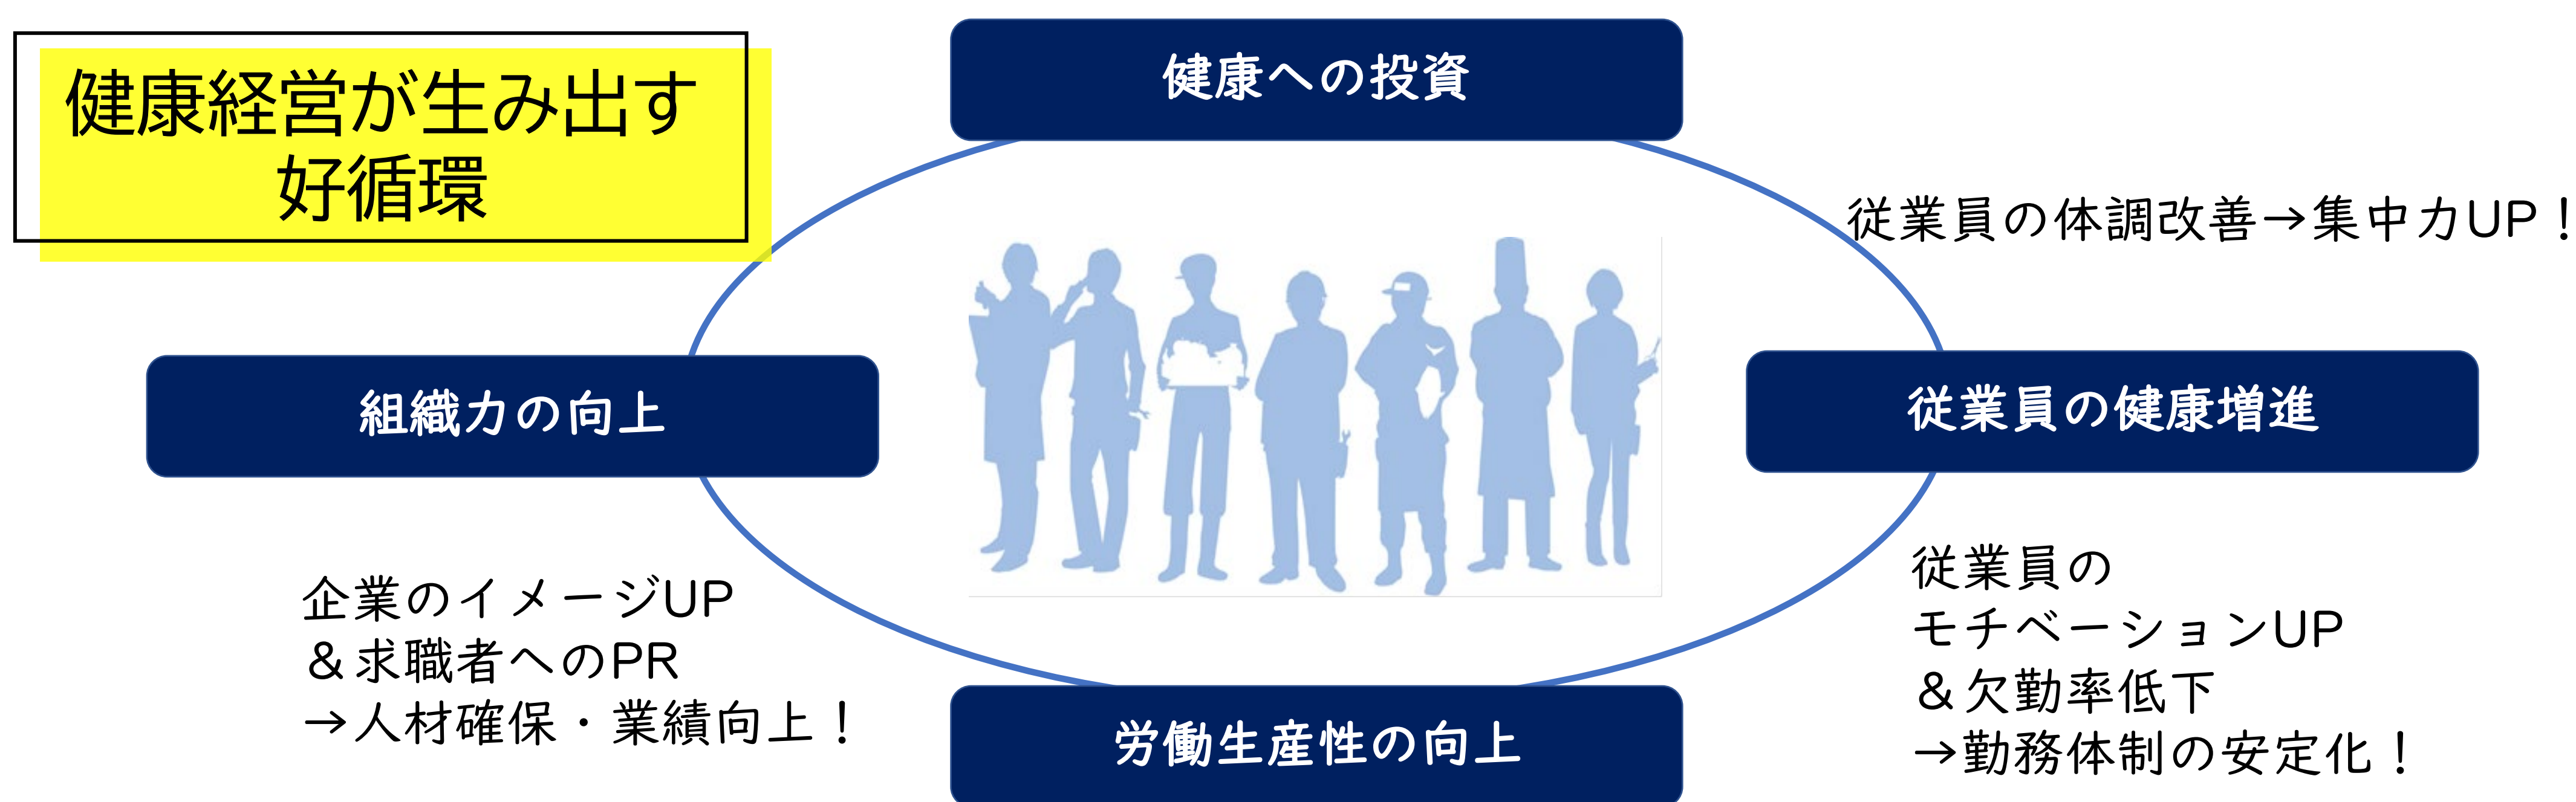 健康経営が生み出す
好循環
健康への投資
従業員の体調改善→集中力UP！
従業員の健康増進
従業員の
モチベーションUP
＆欠勤率低下
→勤務体制の安定化！
労働生産性の向上
組織力の向上
企業のイメージUP
＆求職者へのPR
→人材確保・業績向上！